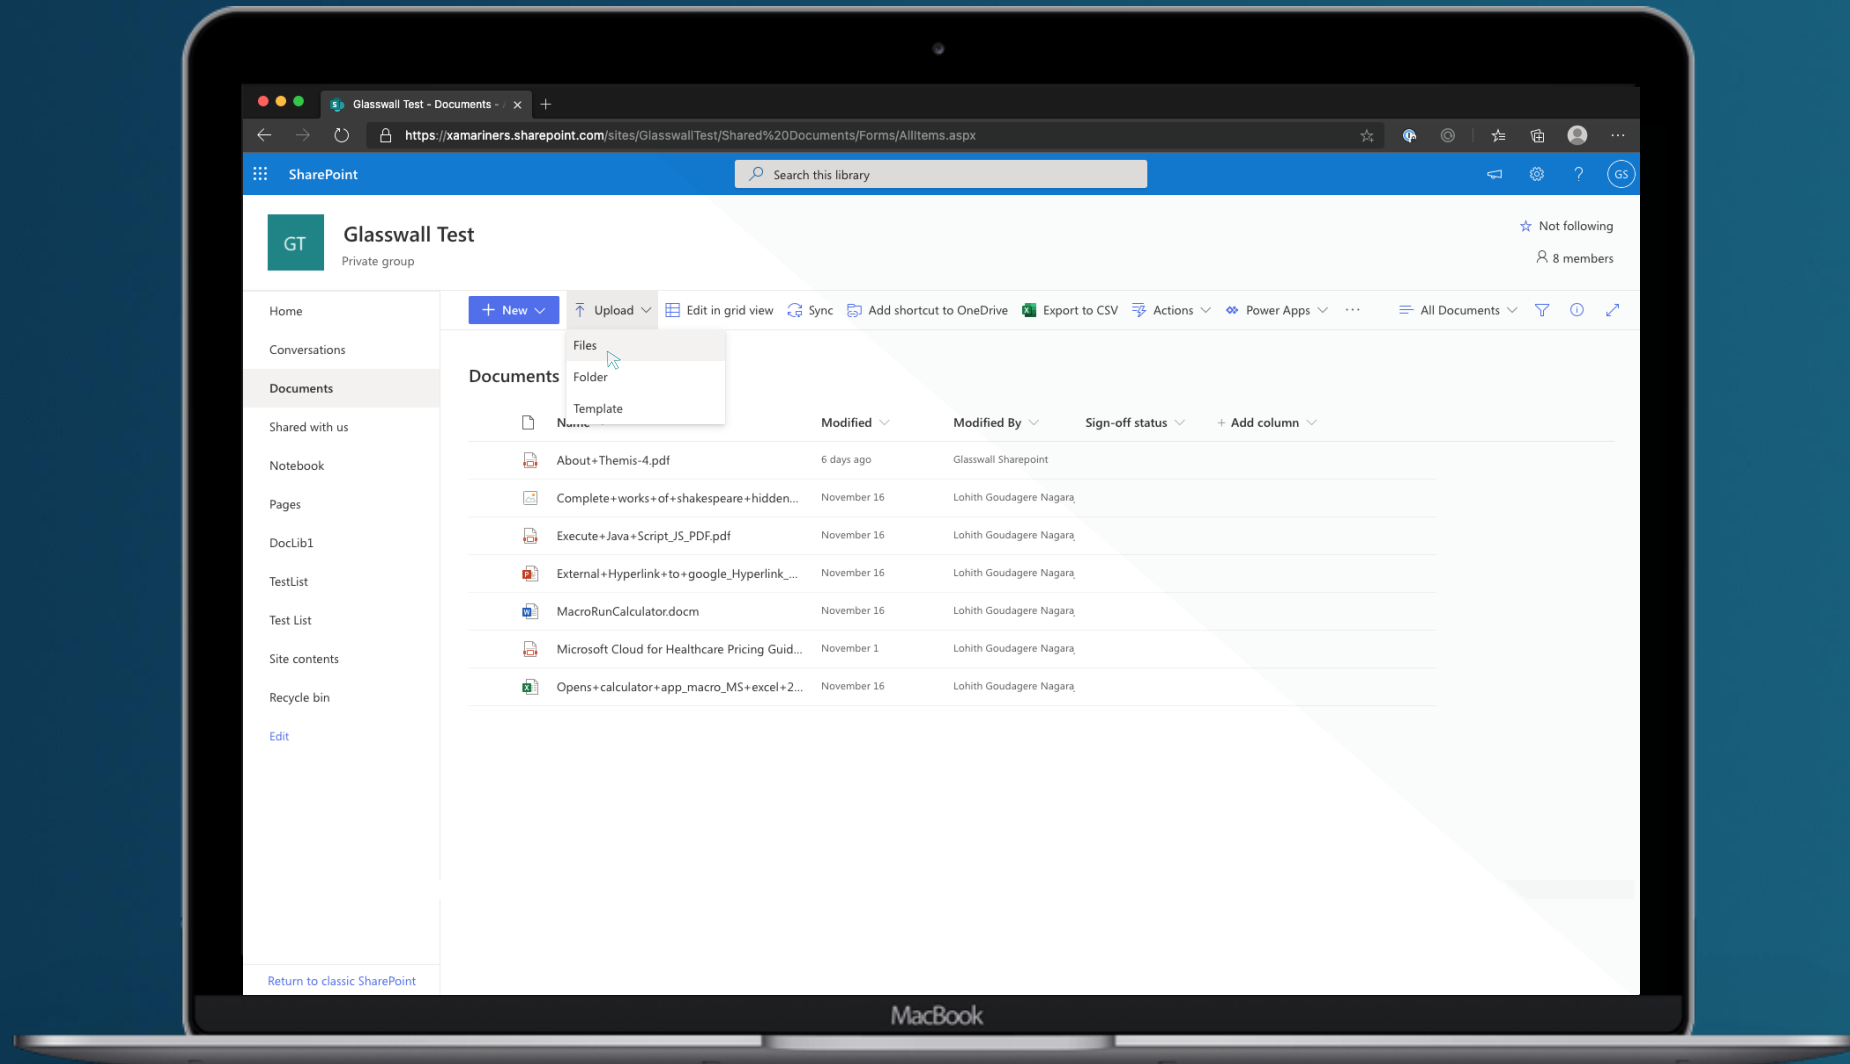 Glasswall Test - Documents -
https://xamariners.sharepoint.com/sites/GlasswallTest/Shared%20Documents/Forms/AllItems.aspx
SharePoint
Search this library
GS
GT
Glasswall Test
Private group
Not following
8 members
Home
Conversations
Documents
Shared with us
Notebook
Pages
DocLib1
TestList
Test List
Site contents
Recycle bin
Edit
Return to classic SharePoint
+ New
Upload
Edit in grid view
Sync
Add shortcut to OneDrive
Export to CSV
Actions
Power Apps
...
All Documents
Files
Folder
Template
Documents
Name
Modified
Modified By
Sign-off status
+ Add column
About+Themis-4.pdf 6 days ago Glasswall Sharepoint
Complete+works+of+shakespeare+hidden... November 16 Lohith Goudagere Nagaraj
Execute+Java+Script_JS_PDF.pdf November 16 Lohith Goudagere Nagaraj
External+Hyperlink+to+google_Hyperlink_... November 16 Lohith Goudagere Nagaraj
MacroRunCalculator.docm November 16 Lohith Goudagere Nagaraj
Microsoft Cloud for Healthcare Pricing Guid... November 1 Lohith Goudagere Nagaraj
Opens+calculator+app_macro_MS+excel+2... November 16 Lohith Goudagere Nagaraj
MacBook